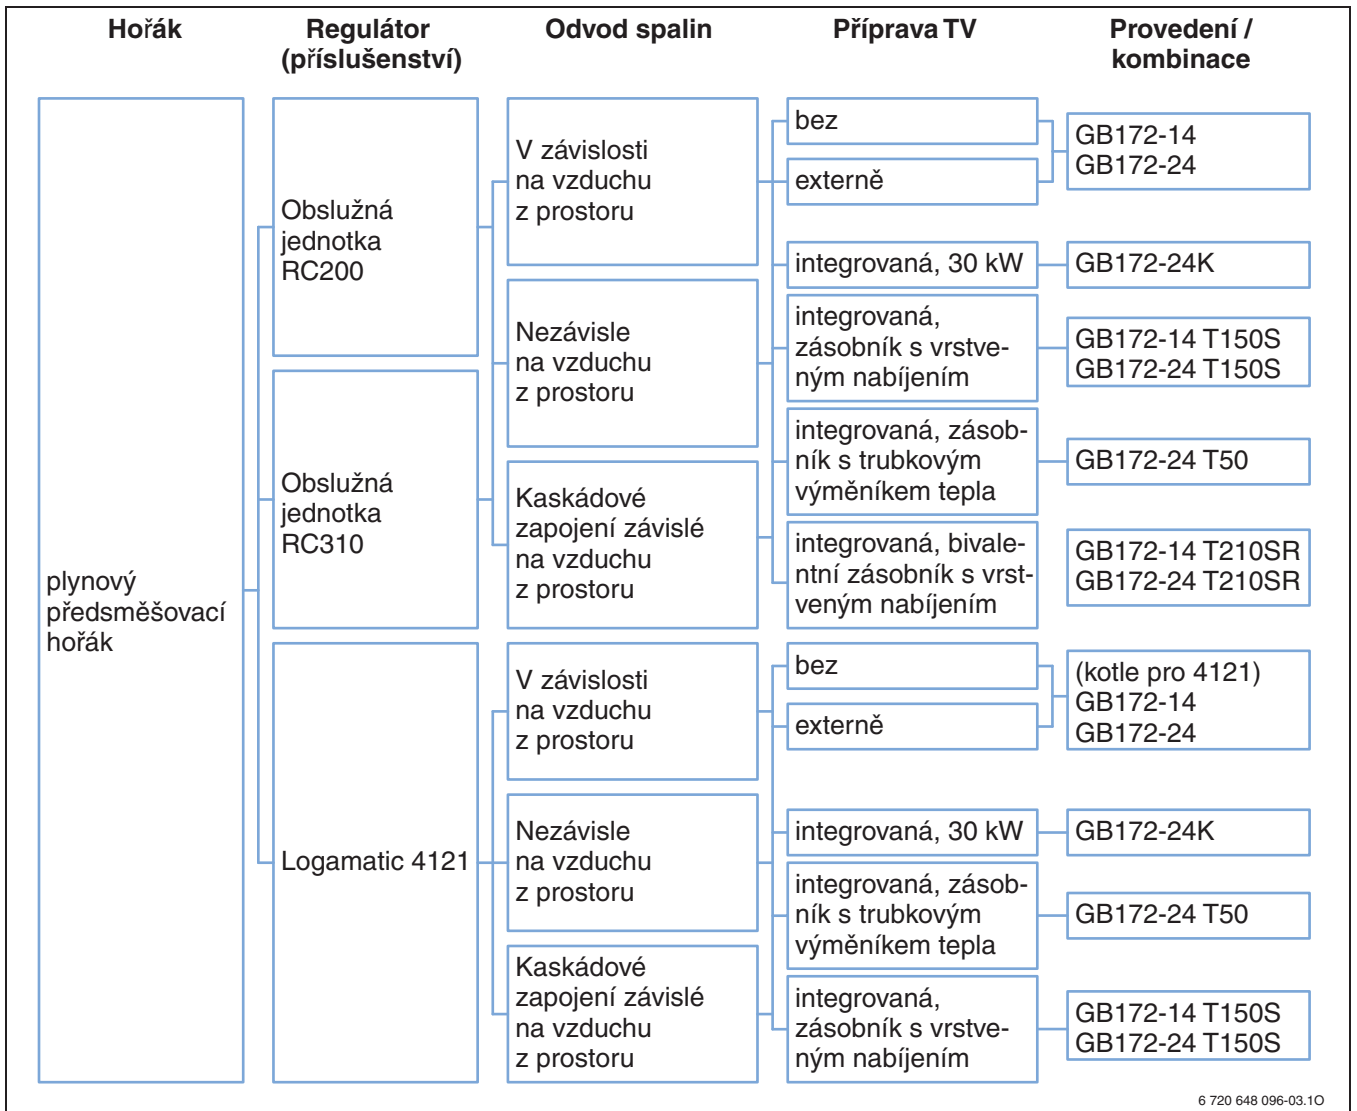 Hořák
Regulátor
(příslušenství)
Odvod spalin
Příprava TV
Provedení /
kombinace
plynový
předsměšovací
hořák
Obslužná
jednotka
RC200
Obslužná
jednotka
RC310
Logamatic 4121
V závislosti
na vzduchu
z prostoru
Nezávisle
na vzduchu
z prostoru
Kaskádové
zapojení závislé
na vzduchu
z prostoru
V závislosti
na vzduchu
z prostoru
Nezávisle
na vzduchu
z prostoru
Kaskádové
zapojení závislé
na vzduchu
z prostoru
bez
externě
integrovaná, 30 kW
integrovaná,
zásobník s vrstve-
ným nabíjením
integrovaná, zásob-
ník s trubkovým
výměníkem tepla
integrovaná, bivale-
ntní zásobník s vrst-
veným nabíjením
bez
externě
integrovaná, 30 kW
integrovaná, zásob-
ník s trubkovým
výměníkem tepla
integrovaná,
zásobník s vrstve-
ným nabíjením
GB172-14
GB172-24
GB172-24K
GB172-14 T150S
GB172-24 T150S
GB172-24 T50
GB172-14 T210SR
GB172-24 T210SR
(kotle pro 4121)
GB172-14
GB172-24
GB172-24K
GB172-24 T50
GB172-14 T150S
GB172-24 T150S
6 720 648 096-03.1O